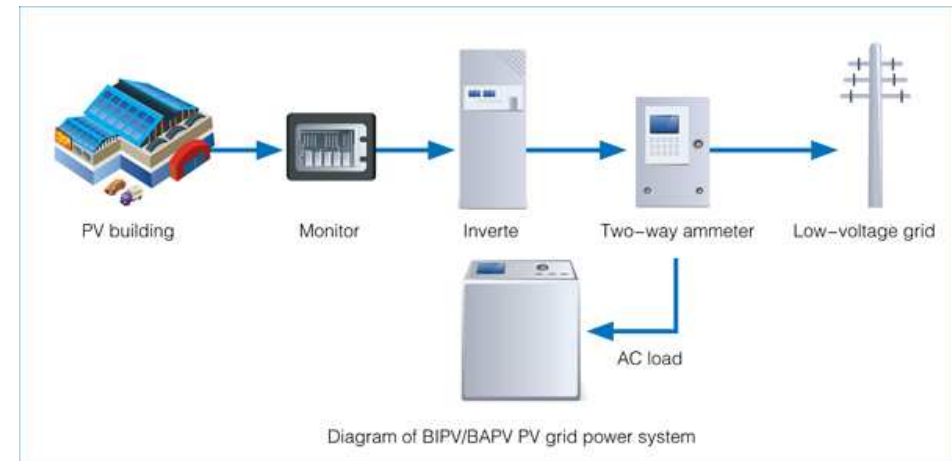 PV building
Monitor
Inverte
Two-way ammeter
Low-voltage grid
AC load
Diagram of BIPV/BAPV PV grid power system